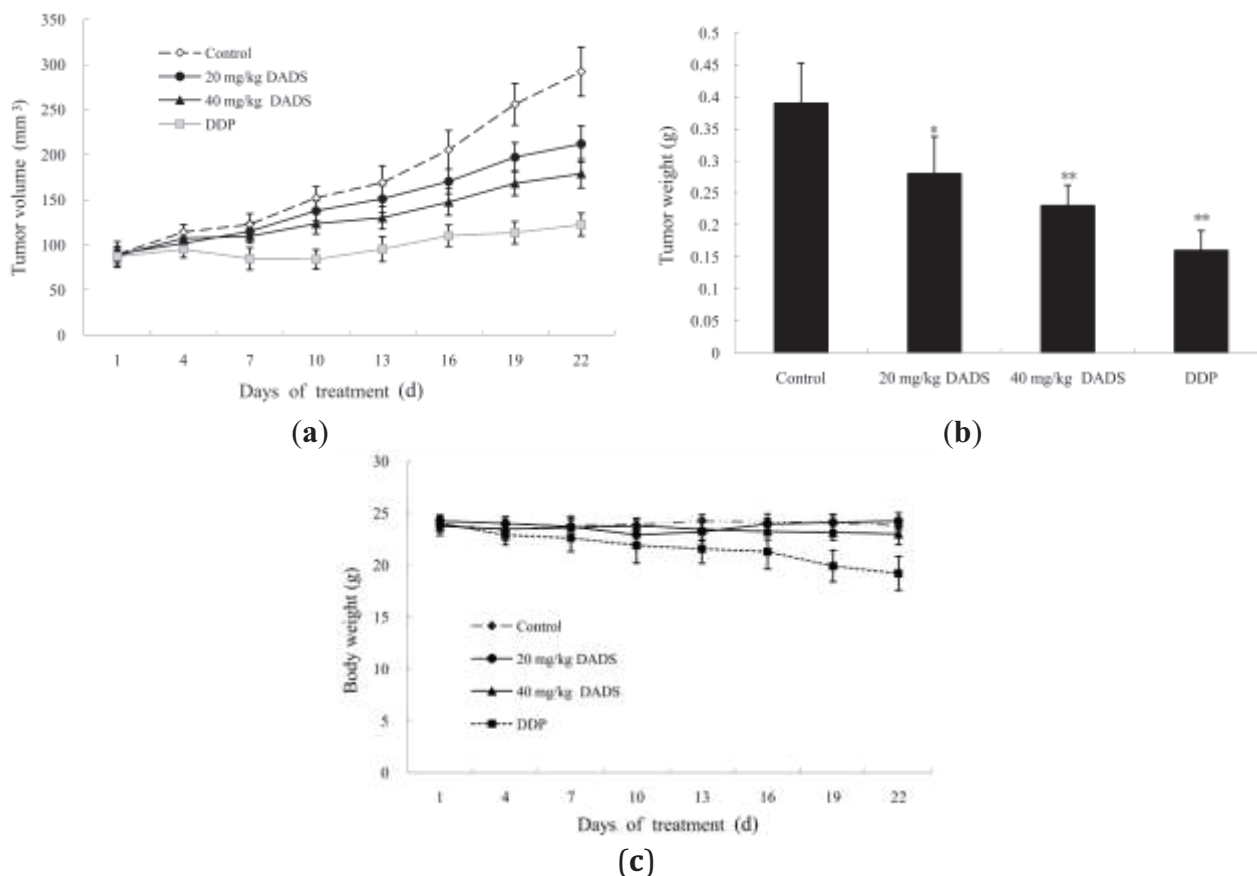 350
300
250
200
150
100
50
0
Tumor volume (mm³)
Control
20 mg/kg DADS
40 mg/kg DADS
DDP
1 4 7 10 13 16 19 22
Days of treatment (d)
(a)
0.5
0.45
0.4
0.35
0.3
0.25
0.2
0.15
0.1
0.05
0
Tumor weight (g)
*
**
**
Control 20 mg/kg DADS 40 mg/kg DADS DDP
(b)
30
25
20
15
10
5
0
Body weight (g)
Control
20 mg/kg DADS
40 mg/kg DADS
DDP
1 4 7 10 13 16 19 22
Days of treatment (d)
(c)